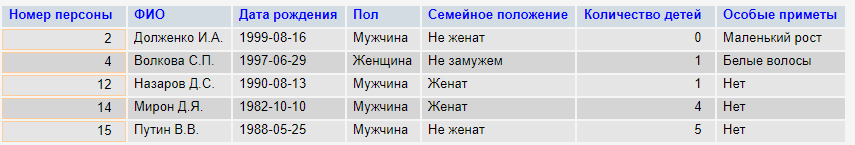 Номер персоны ФИО Дата рождения Пол Семейное положение Количество детей Особые приметы
2 Долженко И.А. 1999-08-16 Мужчина Не женат 0 Маленький рост
4 Волкова С.П. 1997-06-29 Женщина Не замужем 1 Белые волосы
12 Назаров Д.С. 1990-08-13 Мужчина Женат 1 Нет
14 Мирон Д.Я. 1982-10-10 Мужчина Женат 4 Нет
15 Путин В.В. 1988-05-25 Мужчина Не женат 5 Нет